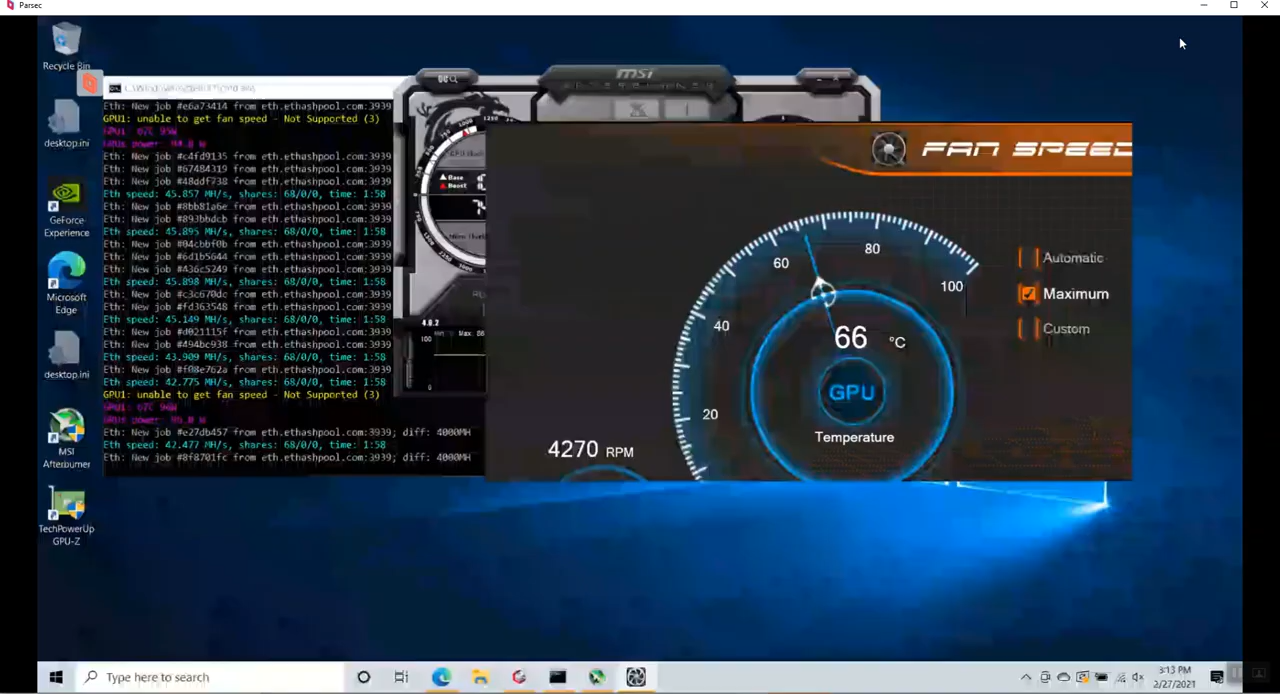 Parsec
Recycle Bin
desktop.ini
GeForce
Experience
Microsoft
Edge
desktop.ini
MSI
Afterburner
TechPowerUp
GPU-Z
Eth: New job #e6a73414 from eth.ethashpool.com:3939
GPU1: unable to get fan speed - Not Supported (3)
GPU1: 67C 95W
Eth: New job #c4fd9135 from eth.ethashpool.com:3939
Eth: New job #67484319 from eth.ethashpool.com:3939
Eth: New job #48ddf738 from eth.ethashpool.com:3939
Eth speed: 45.857 MH/s, shares: 68/0/0, time: 1:58
Eth: New job #8bb81a6e from eth.ethashpool.com:3939
Eth: New job #893bbdcb from eth.ethashpool.com:3939
Eth speed: 45.895 MH/s, shares: 68/0/0, time: 1:58
Eth: New job #04cbbf0b from eth.ethashpool.com:3939
Eth: New job #6d1b5644 from eth.ethashpool.com:3939
Eth: New job #436c5249 from eth.ethashpool.com:3939
Eth speed: 45.898 MH/s, shares: 68/0/0, time: 1:58
Eth: New job #c3c670dc from eth.ethashpool.com:3939
Eth: New job #fd363548 from eth.ethashpool.com:3939
Eth speed: 45.149 MH/s, shares: 68/0/0, time: 1:58
Eth: New job #d021115f from eth.ethashpool.com:3939
Eth: New job #494bc938 from eth.ethashpool.com:3939
Eth speed: 43.909 MH/s, shares: 68/0/0, time: 1:58
Eth: New job #f08e762a from eth.ethashpool.com:3939
Eth speed: 42.775 MH/s, shares: 68/0/0, time: 1:58
GPU1: unable to get fan speed - Not Supported (3)
GPU1: 67C 90W
Eth: New job #e27db457 from eth.ethashpool.com:3939; diff: 4000MH
Eth speed: 42.477 MH/s, shares: 68/0/0, time: 1:58
Eth: New job #8f8701fc from eth.ethashpool.com:3939; diff: 4000MH
msi
Base
Boost
4.6.2
100
0
FAN SPEED
20
40
60
80
100
66 °C
GPU
Temperature
4270 RPM
Automatic
Maximum
Custom
Type here to search
3:13 PM
2/27/2021